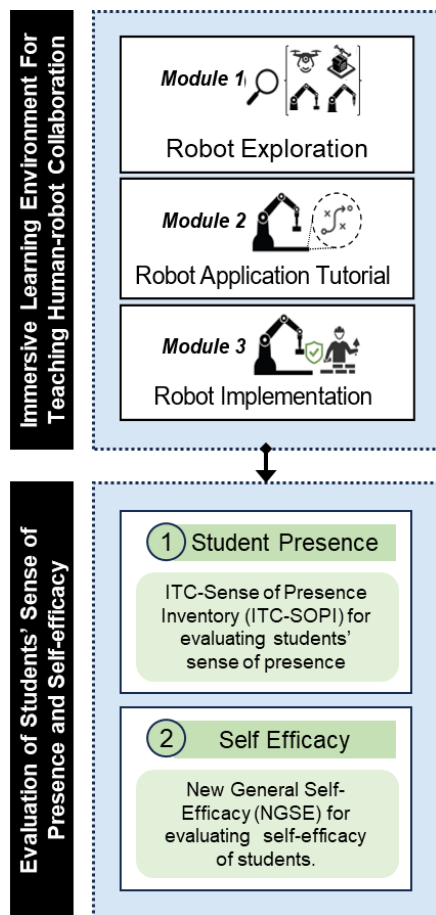 Immersive Learning Environment For
Teaching Human-robot Collaboration
Module 1
Robot Exploration
Module 2
Robot Application Tutorial
Module 3
Robot Implementation
Evaluation of Students' Sense of
Presence and Self-efficacy
1 Student Presence
ITC-Sense of Presence
Inventory (ITC-SOPI) for
evaluating students'
sense of presence
2 Self Efficacy
New General Self-
Efficacy (NGSE) for
evaluating self-efficacy
of students.